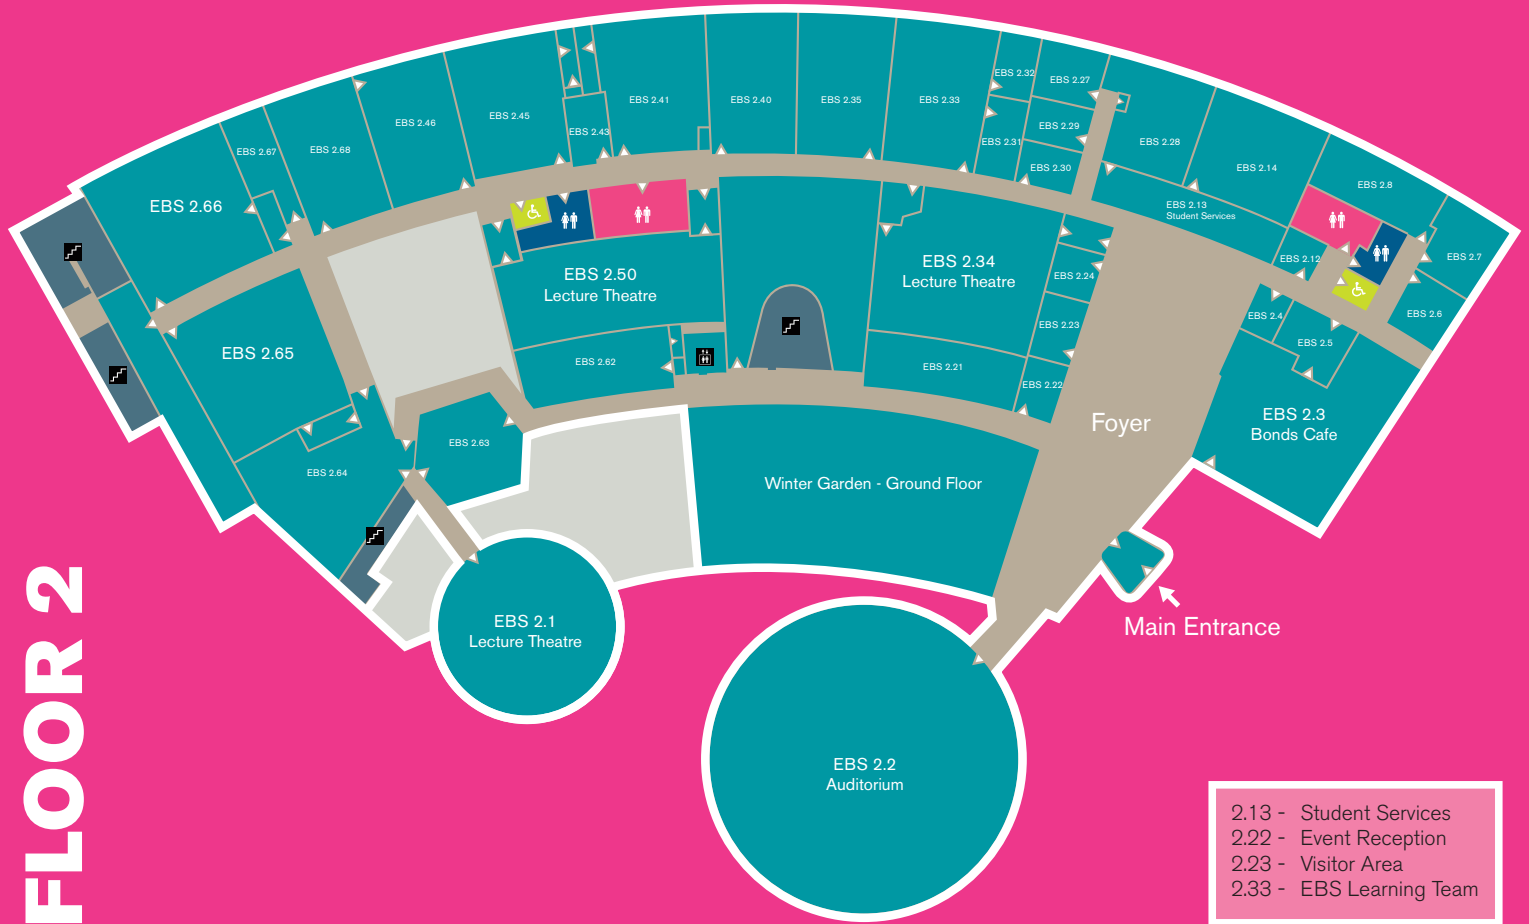 EBS 2.32
EBS 2.27
EBS 2.41
EBS 2.40
EBS 2.35
EBS 2.33
EBS 2.45
EBS 2.46
EBS 2.43
EBS 2.29
EBS 2.31
EBS 2.28
EBS 2.67
EBS 2.68
EBS 2.30
EBS 2.14
EBS 2.8
EBS 2.66
EBS 2.13
Student Services
EBS 2.12
EBS 2.7
EBS 2.50
Lecture Theatre
EBS 2.34
Lecture Theatre
EBS 2.24
EBS 2.4
EBS 2.6
EBS 2.23
EBS 2.5
EBS 2.65
EBS 2.62
EBS 2.21
EBS 2.22
EBS 2.3
Bonds Cafe
Foyer
EBS 2.63
EBS 2.64
Winter Garden - Ground Floor
EBS 2.1
Lecture Theatre
Main Entrance
EBS 2.2
Auditorium
FLOOR 2
2.13 - Student Services
2.22 - Event Reception
2.23 - Visitor Area
2.33 - EBS Learning Team